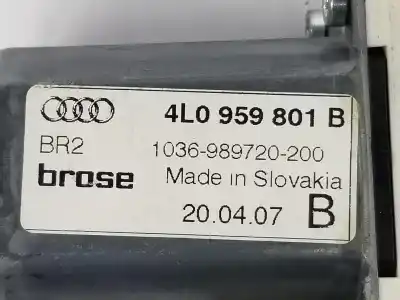 4L0 959 801 B
BR2 1036-989720-200
brose Made in Slovakia
20.04.07 B